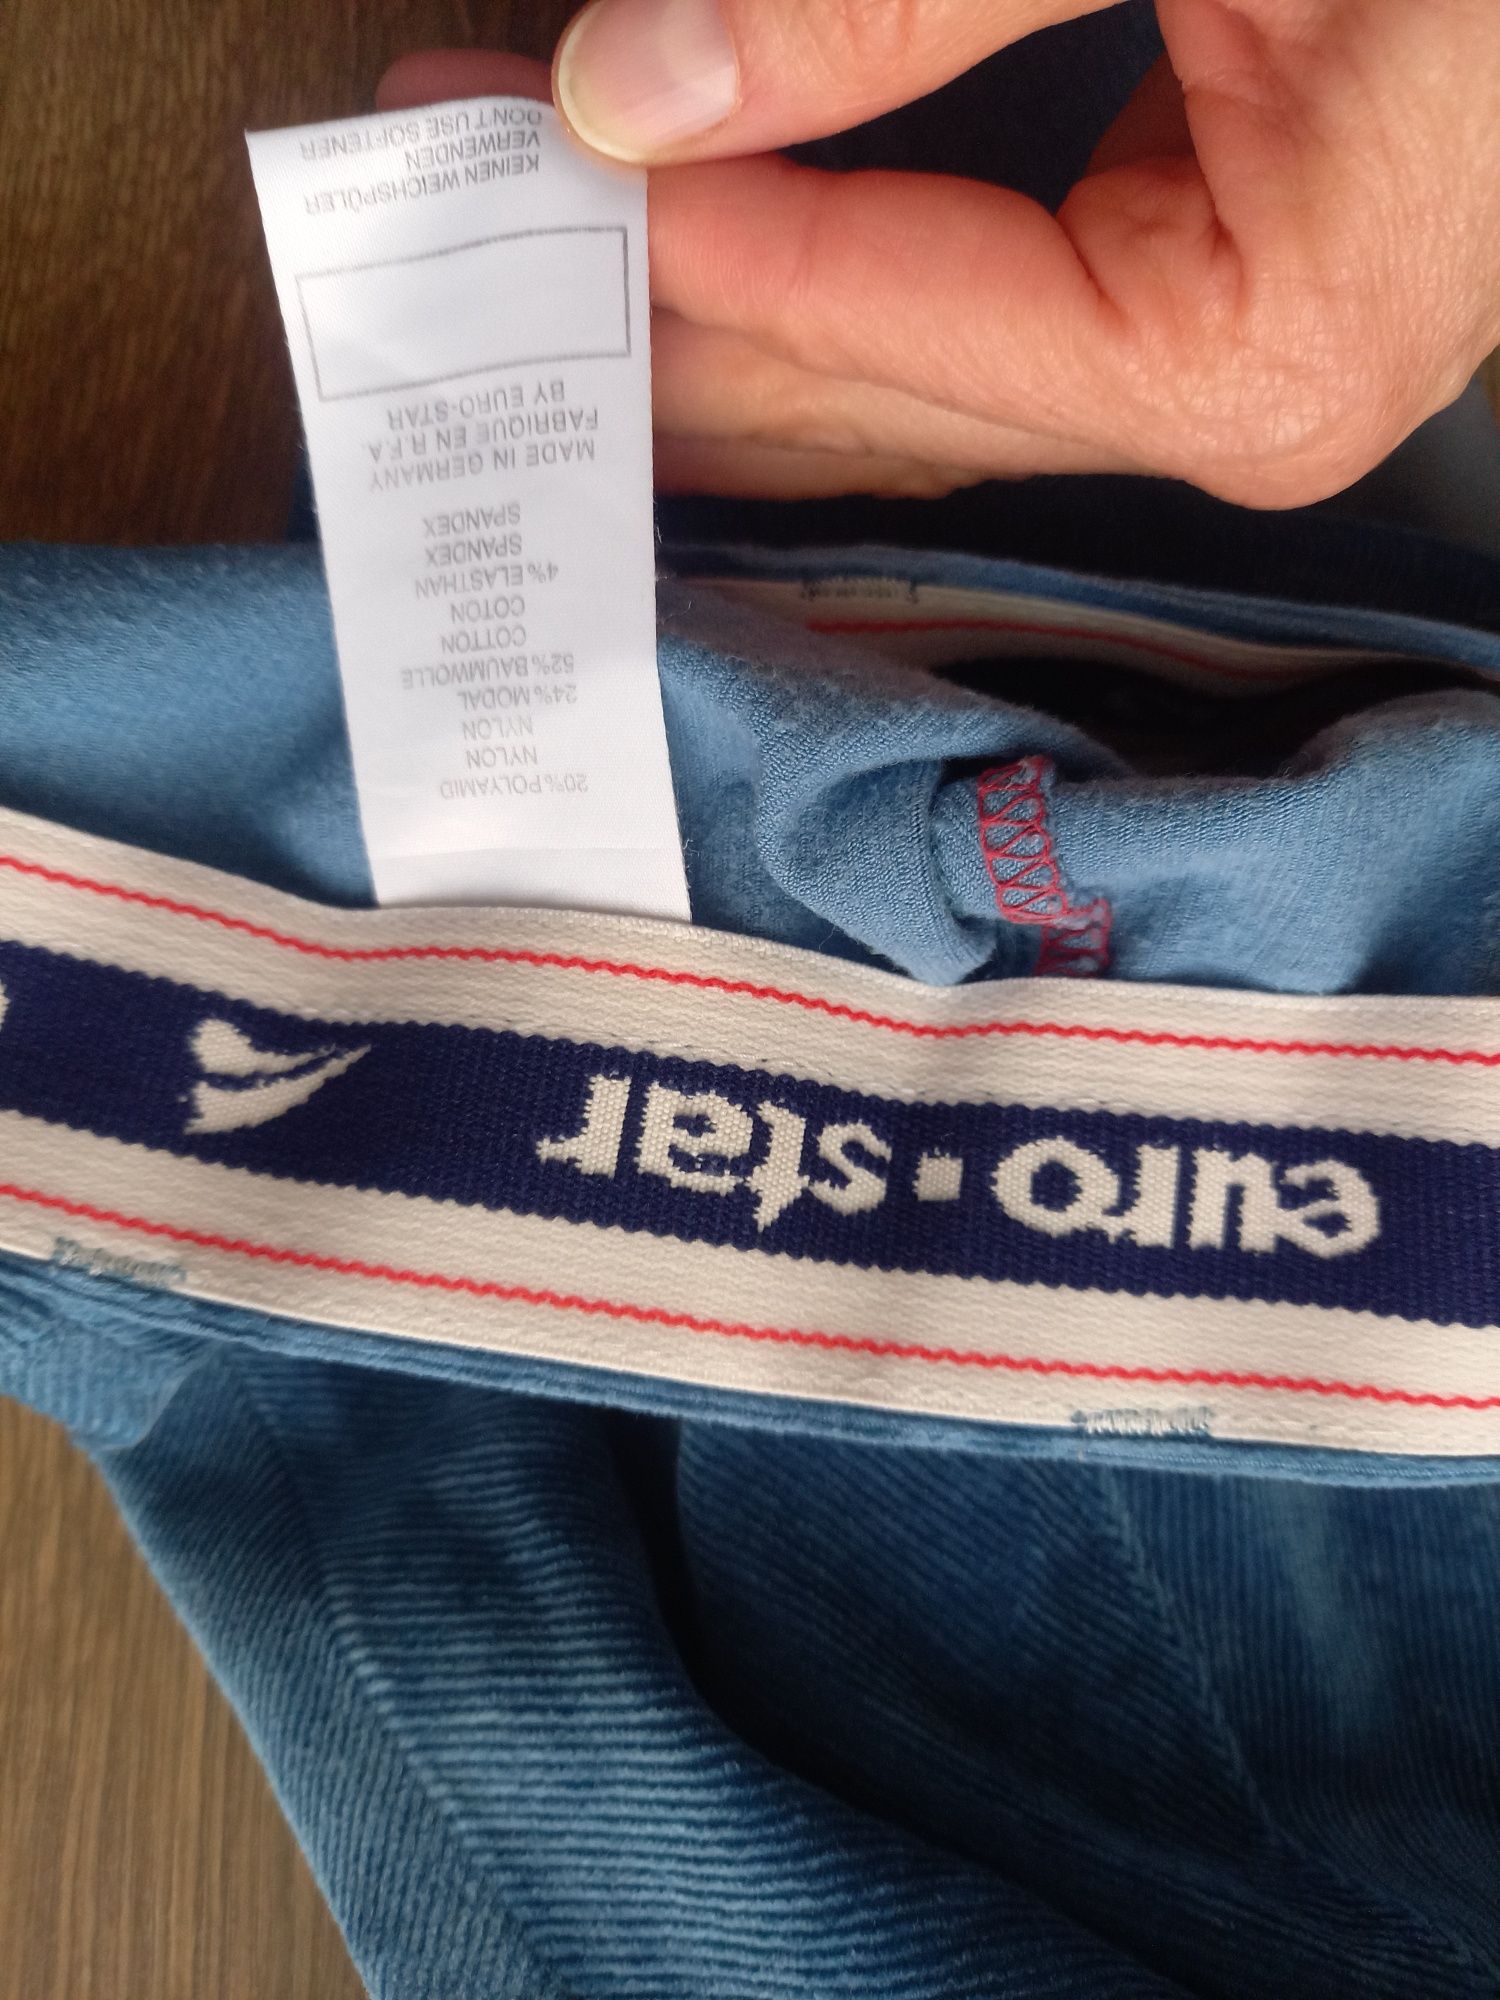 20% POLYAMID
NYLON
NYLON
24% MODAL
52% BAUMWOLLE
COTTON
COTON
4% ELASTHAN
SPANDEX
SPANDEX
MADE IN GERMANY
FABRIQUE EN R.F.A.
BY EURO-STAR
KEINEN WEICHSPÜLER
VERWENDEN
DON'T USE SOFTENER
euro·star